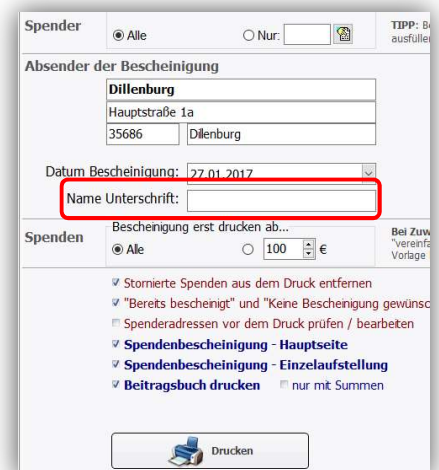 Spender
Alle
Nur:
TIPP:
ausfüllen
Absender der Bescheinigung
Dillenburg
Hauptstraße 1a
35686 Dillenburg
Datum Bescheinigung: 27.01.2017
Name Unterschrift:
Spenden
Bescheinigung erst drucken ab...
Alle 100 €
Bei Zuw
"vereinfa
Vorlage
Stornierte Spenden aus dem Druck entfernen
"Bereits bescheinigt" und "Keine Bescheinigung gewünsc
Spenderadressen vor dem Druck prüfen / bearbeiten
Spendenbescheinigung - Hauptseite
Spendenbescheinigung - Einzelaufstellung
Beitragsbuch drucken nur mit Summen
Drucken